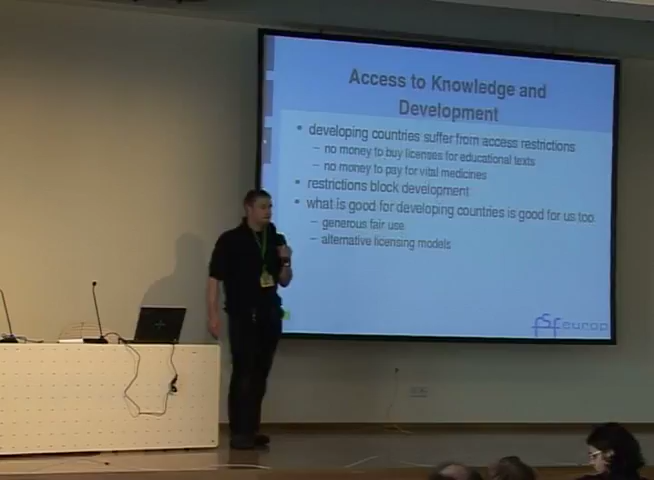 Access to Knowledge and
Development
• developing countries suffer from access restrictions
– no money to buy licenses for educational texts
– no money to pay for vital medicines
• restrictions block development
• what is good for developing countries is good for us too:
– generous fair use
– alternative licensing models
fsfeurope